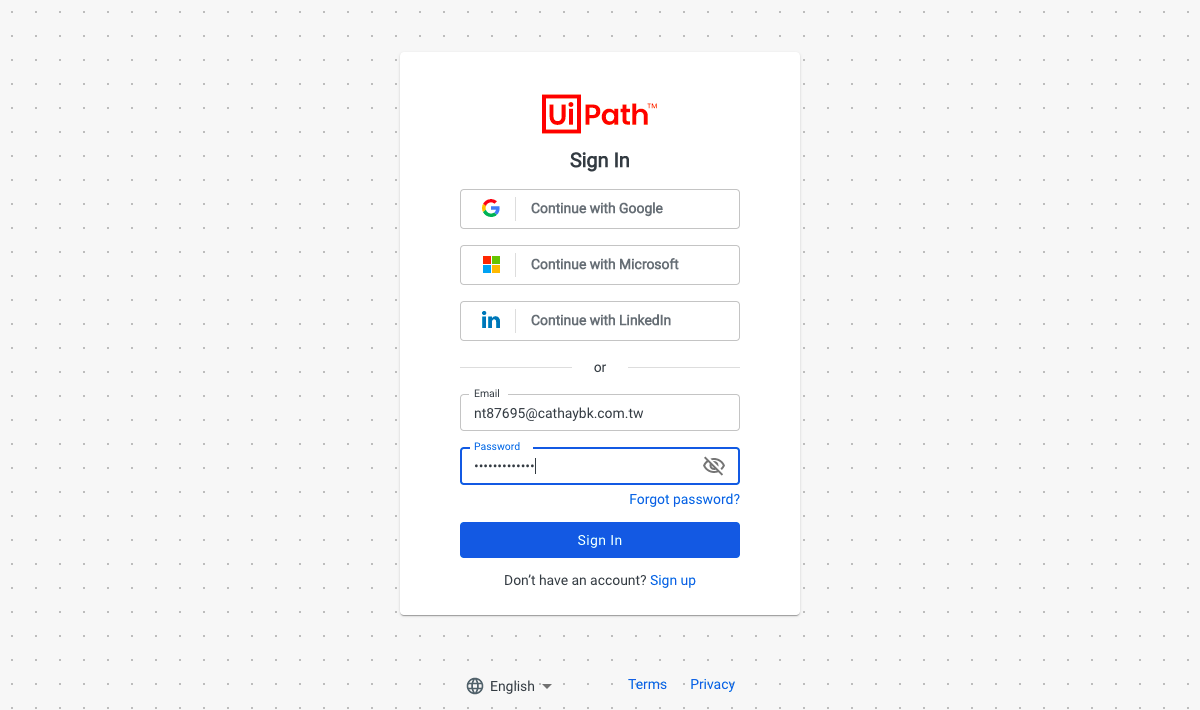 UiPath™
Sign In
Continue with Google
Continue with Microsoft
Continue with LinkedIn
or
Email
nt87695@cathaybk.com.tw
Password
•••••••••••••
Forgot password?
Sign In
Don’t have an account? Sign up
English Terms Privacy